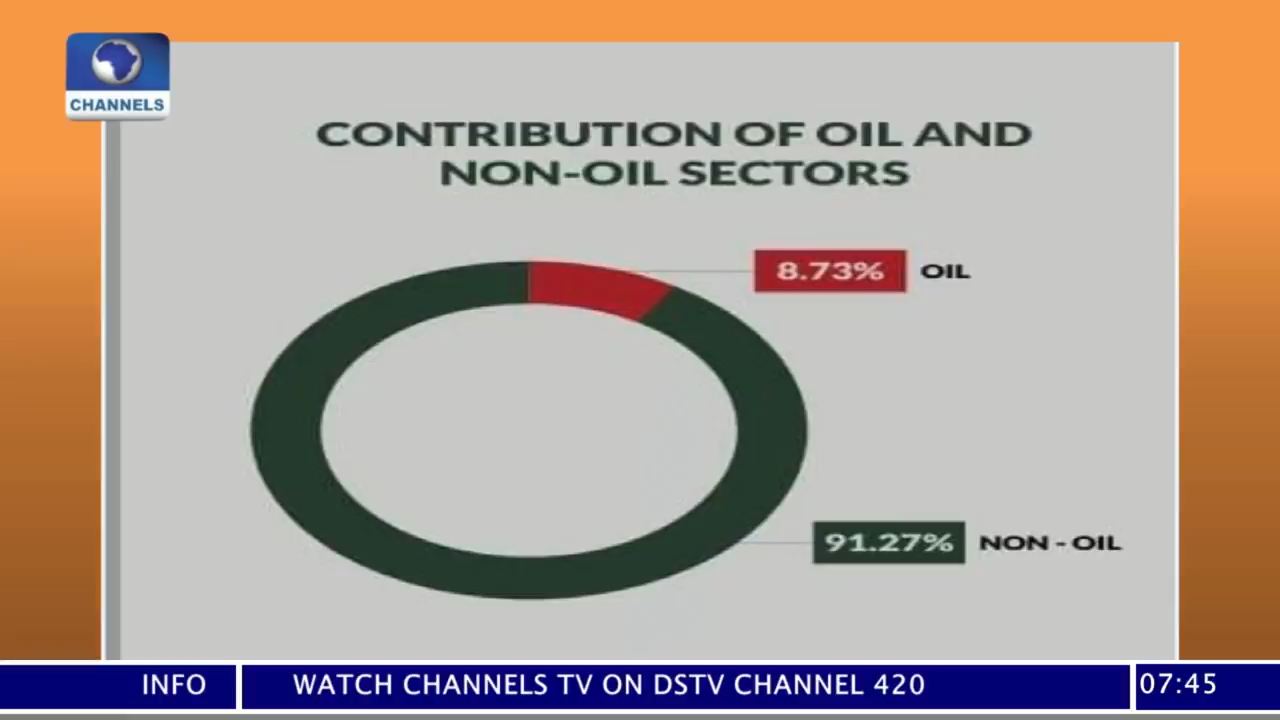 CHANNELS
CONTRIBUTION OF OIL AND
NON-OIL SECTORS
8.73% OIL
91.27% NON - OIL
INFO WATCH CHANNELS TV ON DSTV CHANNEL 420 07:45